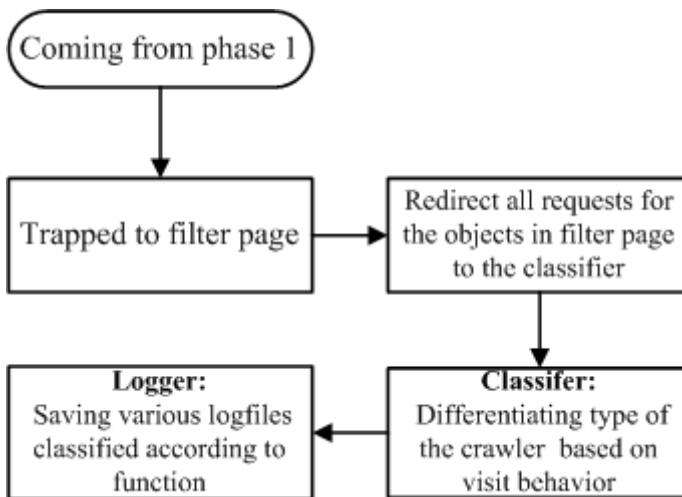 Coming from phase 1
Trapped to filter page
Redirect all requests for
the objects in filter page
to the classifier
Logger:
Saving various logfiles
classified according to
function
Classifer:
Differentiating type of
the crawler based on
visit behavior